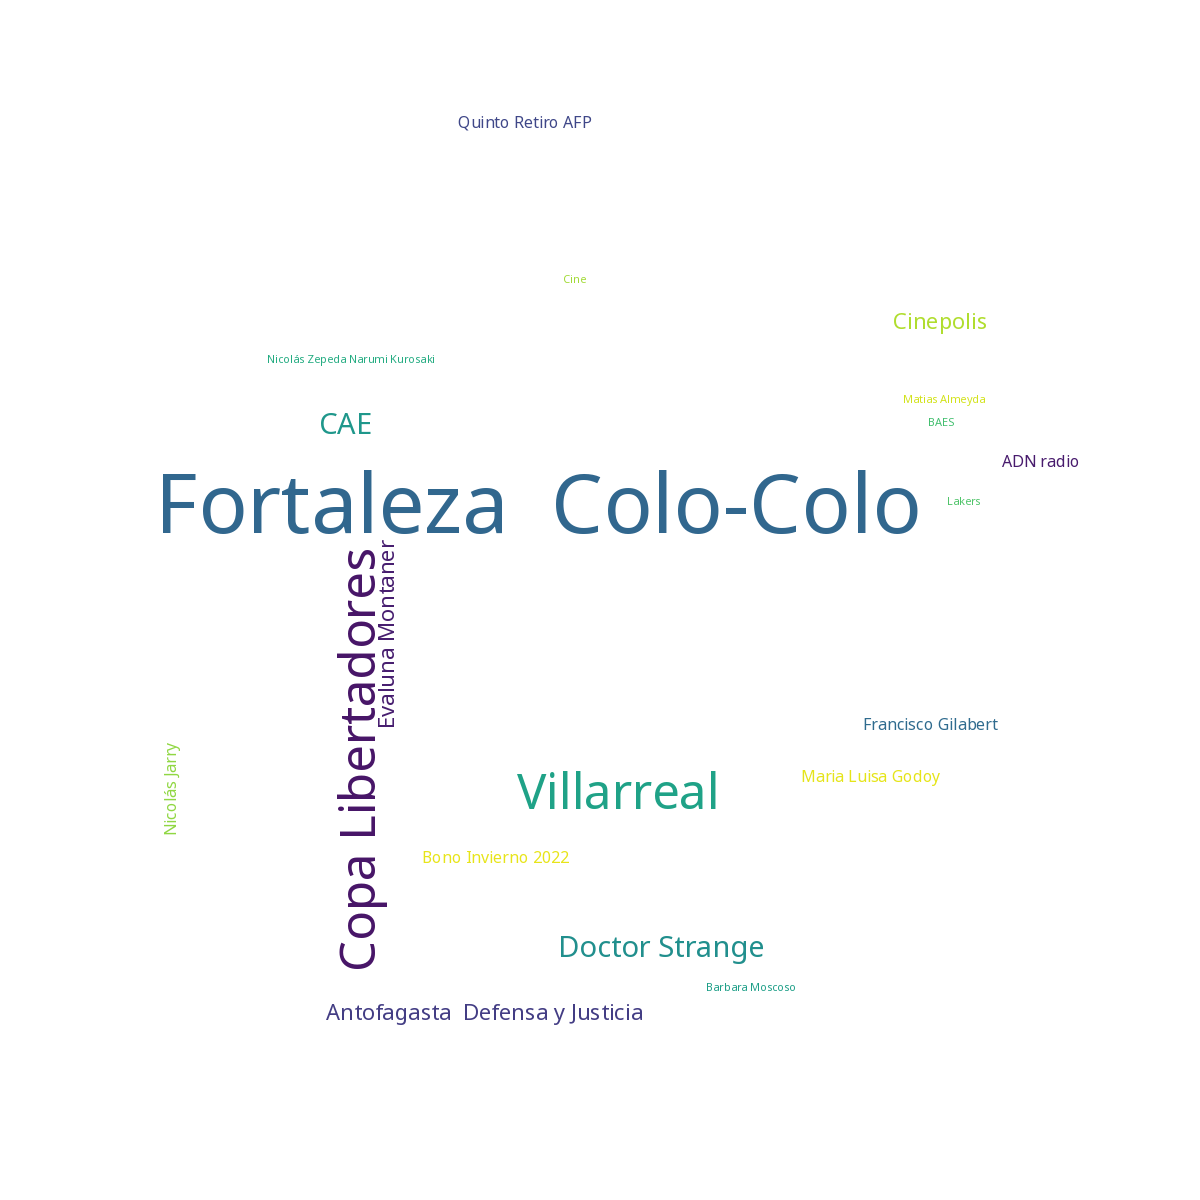 Quinto Retiro AFP
Cine
Cinepolis
Nicolás Zepeda Narumi Kurosaki
Matias Almeyda
CAE
BAES
ADN radio
Fortaleza Colo-Colo
Lakers
Copa Libertadores
Evaluna Montaner
Francisco Gilabert
Nicolás Jarry
Villarreal
Maria Luisa Godoy
Bono Invierno 2022
Doctor Strange
Barbara Moscoso
Antofagasta Defensa y Justicia